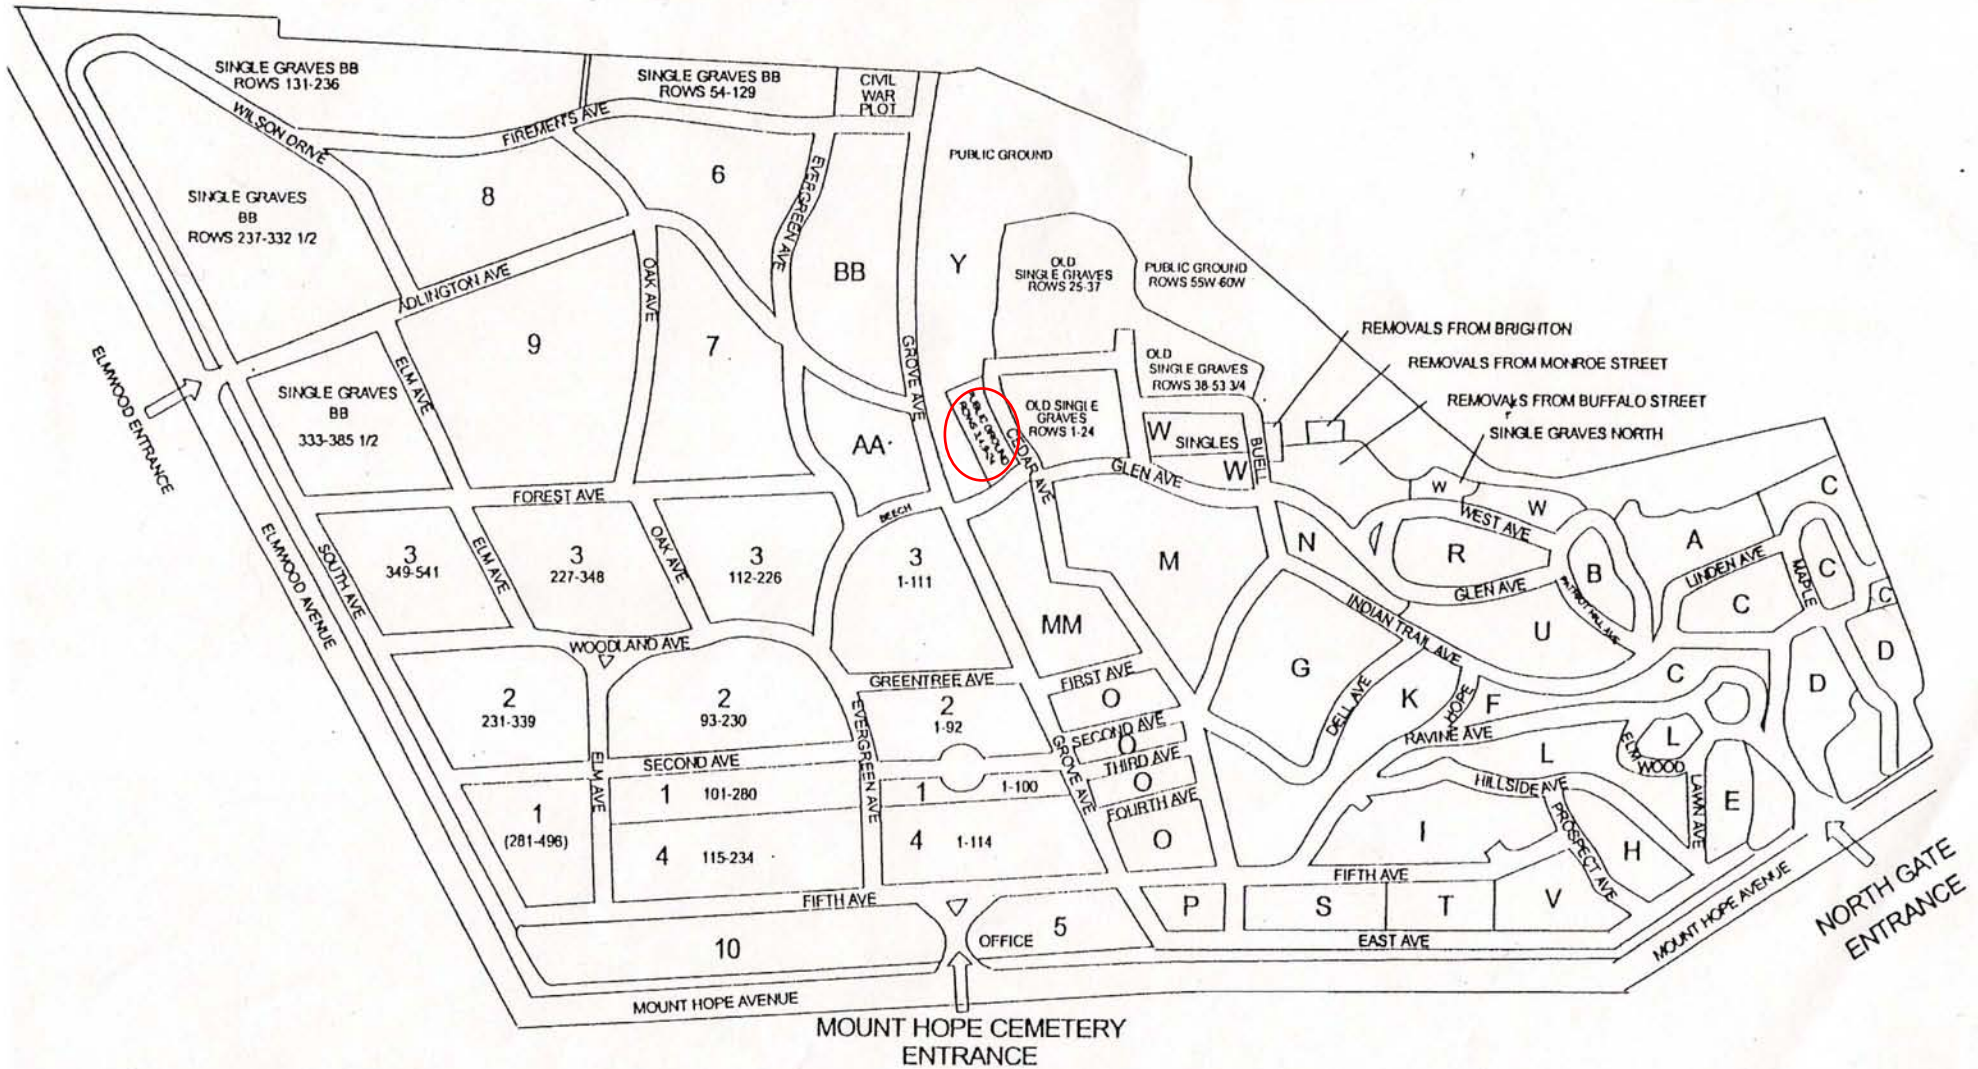 SINGLE GRAVES BB
ROWS 131-236
SINGLE GRAVES BB
ROWS 54-129
CIVIL
WAR
PLOT
WILSON DRIVE
FIREMEN'S AVE
PUBLIC GROUND
6
EVERGREEN AVE
8
SINGLE GRAVES
BB
ROWS 237-332 1/2
BB
Y
OLD
SINGLE GRAVES
ROWS 25-37
PUBLIC GROUND
ROWS 55W-60W
ADLINGTON AVE
OAK AVE
9
7
GROVE AVE
REMOVALS FROM BRIGHTON
REMOVALS FROM MONROE STREET
REMOVALS FROM BUFFALO STREET
SINGLE GRAVES NORTH
OLD
SINGLE GRAVES
ROWS 38-53 3/4
ELMWOOD ENTRANCE
ELM AVE
SINGLE GRAVES
BB
333-385 1/2
PUBLIC GROUND
ROWS
OLD SINGLE
GRAVES
ROWS 1-24
CEDAR AVE
AA
W
SINGLES
W
BUELL
GLEN AVE
W
W
WEST AVE
C
FOREST AVE
BEECH
ELMWOOD AVENUE
SOUTH AVE
3
349-541
ELM AVE
3
227-348
OAK AVE
3
112-226
3
1-111
M
N
R
B
A
LINDEN AVE
MAPLE
C
C
C
GLEN AVE
PATRIOT HILL AVE
INDIAN TRAIL AVE
U
MM
WOODLAND AVE
GREENTREE AVE
FIRST AVE
G
DELL AVE
K
HOPE
F
C
D
D
2
231-339
2
93-230
EVERGREEN AVE
2
1-92
GROVE AVE
O
SECOND AVE
O
THIRD AVE
O
FOURTH AVE
O
RAVINE AVE
L
ELM
WOOD
L
LAWN AVE
E
HILLSIDE AVE
PROSPECT AVE
SECOND AVE
ELM AVE
1
(281-496)
1
101-280
1
1-100
4
115-234
4
1-114
I
H
FIFTH AVE
FIFTH AVE
P
S
T
V
EAST AVE
10
OFFICE
5
MOUNT HOPE AVENUE
MOUNT HOPE AVENUE
NORTH GATE
ENTRANCE
MOUNT HOPE CEMETERY
ENTRANCE